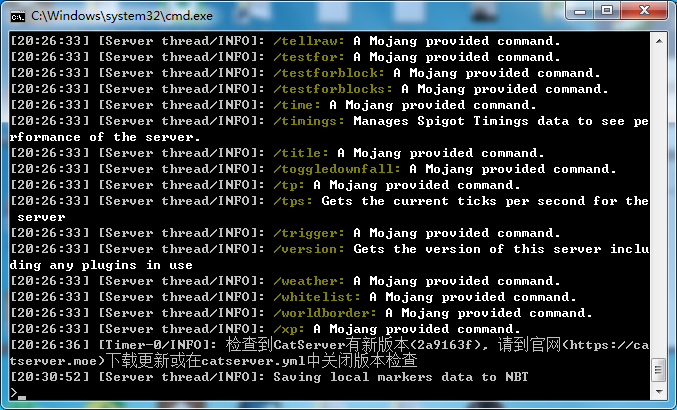 C:\Windows\system32\cmd.exe
[20:26:33] [Server thread/INFO]: /tellraw: A Mojang provided command.
[20:26:33] [Server thread/INFO]: /testfor: A Mojang provided command.
[20:26:33] [Server thread/INFO]: /testforblock: A Mojang provided command.
[20:26:33] [Server thread/INFO]: /testforblocks: A Mojang provided command.
[20:26:33] [Server thread/INFO]: /time: A Mojang provided command.
[20:26:33] [Server thread/INFO]: /timings: Manages Spigot Timings data to see pe
rformance of the server.
[20:26:33] [Server thread/INFO]: /title: A Mojang provided command.
[20:26:33] [Server thread/INFO]: /toggledownfall: A Mojang provided command.
[20:26:33] [Server thread/INFO]: /tp: A Mojang provided command.
[20:26:33] [Server thread/INFO]: /tps: Gets the current ticks per second for the
 server
[20:26:33] [Server thread/INFO]: /trigger: A Mojang provided command.
[20:26:33] [Server thread/INFO]: /version: Gets the version of this server inclu
ding any plugins in use
[20:26:33] [Server thread/INFO]: /weather: A Mojang provided command.
[20:26:33] [Server thread/INFO]: /whitelist: A Mojang provided command.
[20:26:33] [Server thread/INFO]: /worldborder: A Mojang provided command.
[20:26:33] [Server thread/INFO]: /xp: A Mojang provided command.
[20:26:36] [Timer-0/INFO]: 检查到CatServer有新版本(2a9163f), 请到官网(https://ca
tserver.moe)下载更新或在catserver.yml中关闭版本检查
[20:30:52] [Server thread/INFO]: Saving local markers data to NBT
>